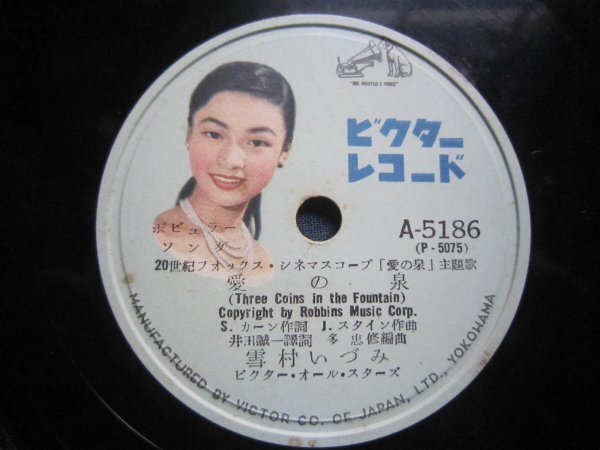 "HIS MASTER'S VOICE"
ビクター
レコード
ポピュラー
ソング
A-5186
(P-5075)
20世紀フオックス・シネマスコープ「愛の泉」主題歌
愛の泉
(Three Coins in the Fountain)
Copyright by Robbins Music Corp.
S. カーン作詞 J. スタイン作曲
井田誠一譯詞 多忠修編曲
雪村いづみ
ビクター・オール・スターズ
MANUFACTURED BY VICTOR CO. OF JAPAN, LTD., YOKOHAMA